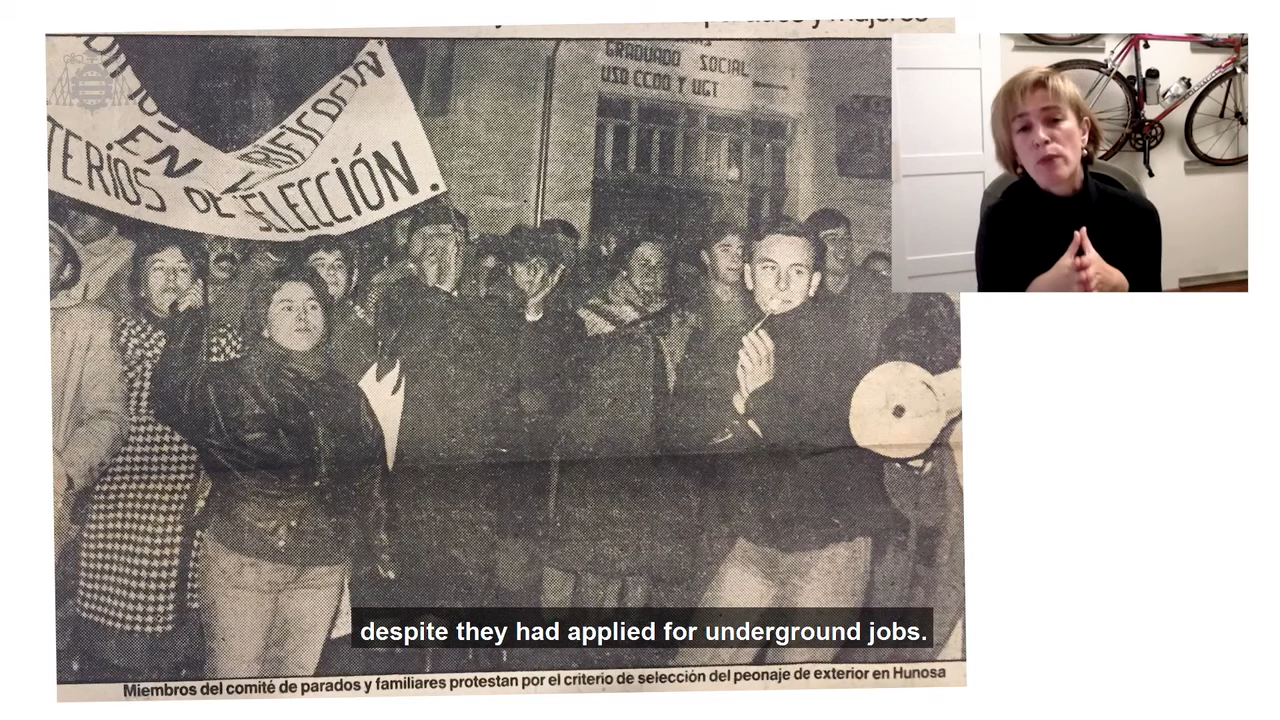 GRADUADO SOCIAL
USO CCOO Y UGT
EN
TERIOS DE SELECCIÓN.
despite they had applied for underground jobs.
Miembros del comité de parados y familiares protestan por el criterio de selección del peonaje de exterior en Hunosa